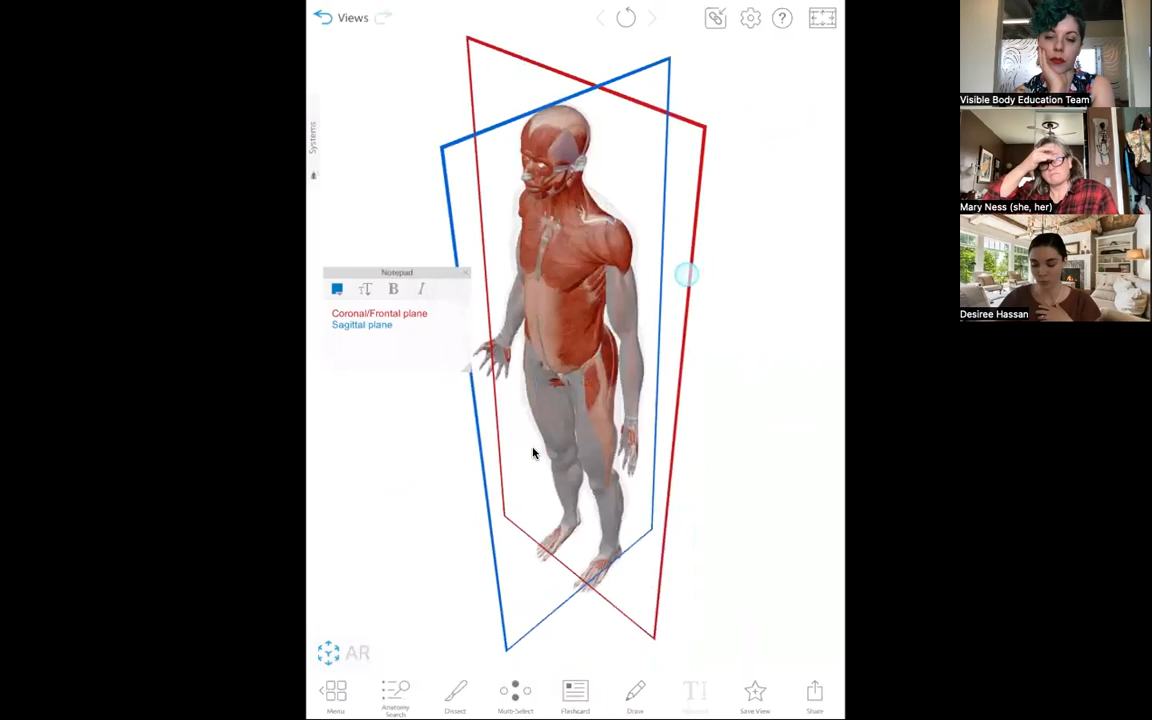 Views
Systems
Notepad
B I
Coronal/Frontal plane
Sagittal plane
AR
Menu
Anatomy
Search
Dissect
Multi-Select
Flashcard
Draw
Save View
Share
Visible Body Education Team
Mary Ness (she, her)
Desiree Hassan